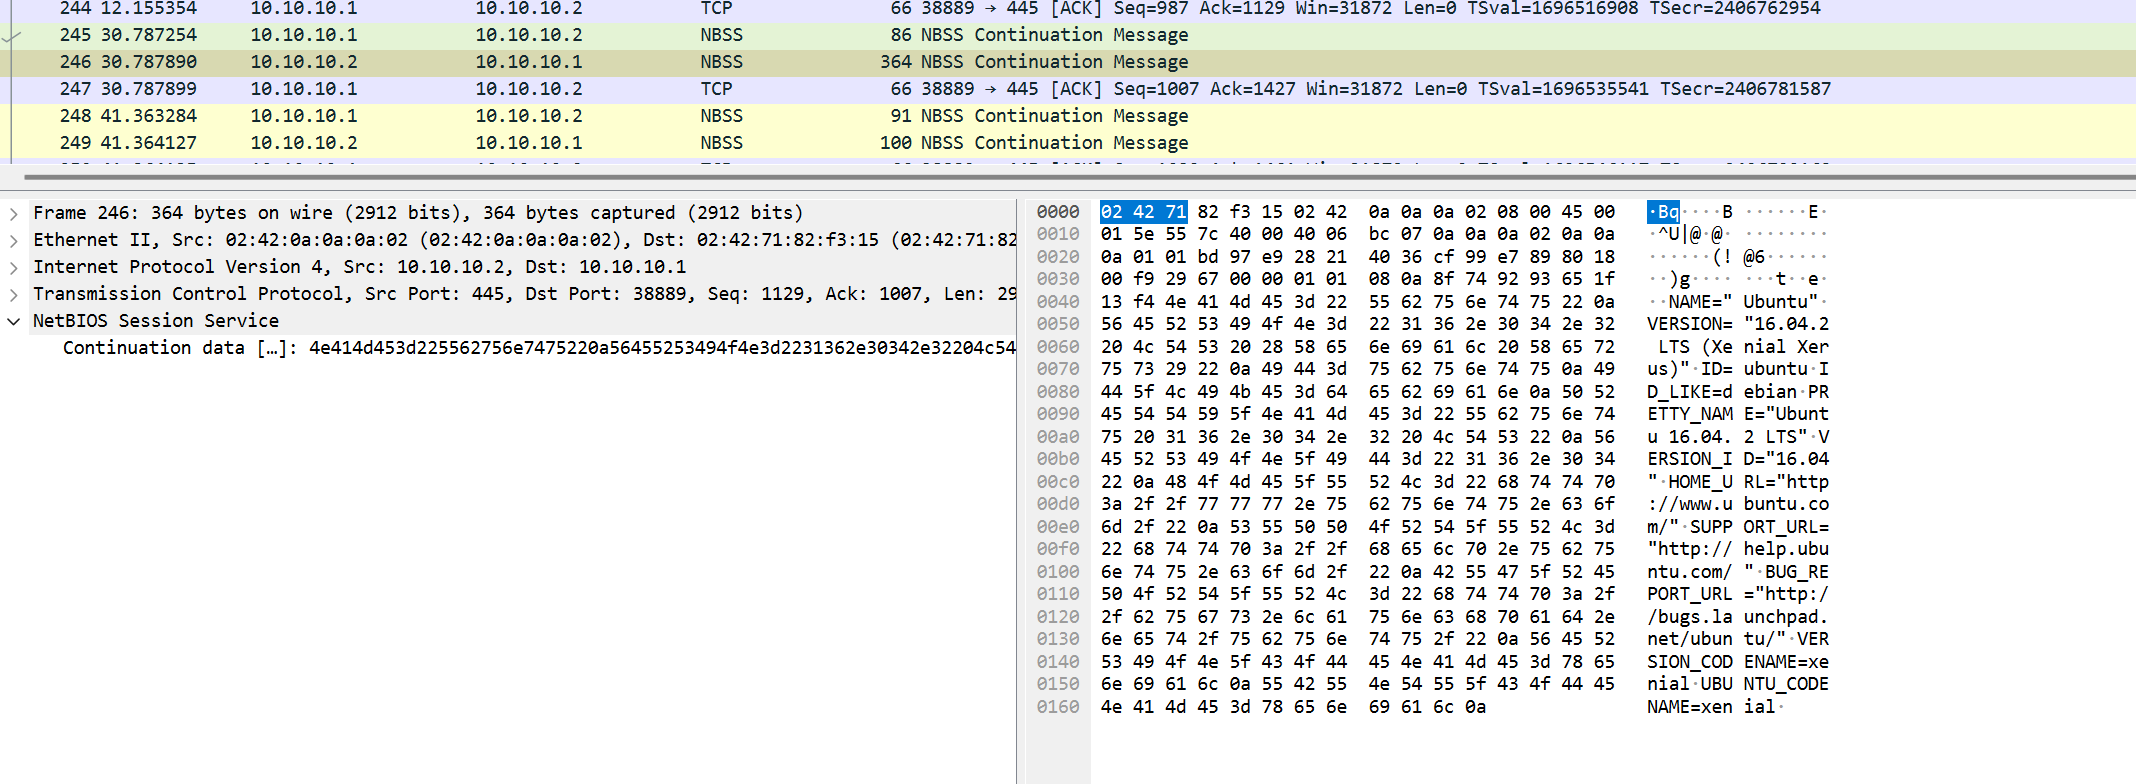 244 12.155354 10.10.10.1 10.10.10.2 TCP 66 38889 → 445 [ACK] Seq=987 Ack=1129 Win=31872 Len=0 TSval=1696516908 TSecr=2406762954
245 30.787254 10.10.10.1 10.10.10.2 NBSS 86 NBSS Continuation Message
246 30.787890 10.10.10.2 10.10.10.1 NBSS 364 NBSS Continuation Message
247 30.787899 10.10.10.1 10.10.10.2 TCP 66 38889 → 445 [ACK] Seq=1007 Ack=1427 Win=31872 Len=0 TSval=1696535541 TSecr=2406781587
248 41.363284 10.10.10.1 10.10.10.2 NBSS 91 NBSS Continuation Message
249 41.364127 10.10.10.2 10.10.10.1 NBSS 100 NBSS Continuation Message
Frame 246: 364 bytes on wire (2912 bits), 364 bytes captured (2912 bits)
Ethernet II, Src: 02:42:0a:0a:0a:02 (02:42:0a:0a:0a:02), Dst: 02:42:71:82:f3:15 (02:42:71:82
Internet Protocol Version 4, Src: 10.10.10.2, Dst: 10.10.10.1
Transmission Control Protocol, Src Port: 445, Dst Port: 38889, Seq: 1129, Ack: 1007, Len: 29
NetBIOS Session Service
Continuation data […]: 4e414d453d225562756e7475220a56455253494f4e3d2231362e30342e32204c54
0000 02 42 71 82 f3 15 02 42 0a 0a 0a 02 08 00 45 00 ·Bq····B ······E·
0010 01 5e 55 7c 40 00 40 06 bc 07 0a 0a 0a 02 0a 0a ·^U|@·@· ········
0020 0a 01 01 bd 97 e9 28 21 40 36 cf 99 e7 89 80 18 ······(! @6······
0030 00 f9 29 67 00 00 01 01 08 0a 8f 74 92 93 65 1f ··)g···· ···t··e·
0040 13 f4 4e 41 4d 45 3d 22 55 62 75 6e 74 75 22 0a ··NAME=" Ubuntu"·
0050 56 45 52 53 49 4f 4e 3d 22 31 36 2e 30 34 2e 32 VERSION= "16.04.2
0060 20 4c 54 53 20 28 58 65 6e 69 61 6c 20 58 65 72 LTS (Xe nial Xer
0070 75 73 29 22 0a 49 44 3d 75 62 75 6e 74 75 0a 49 us)"·ID= ubuntu·I
0080 44 5f 4c 49 4b 45 3d 64 65 62 69 61 6e 0a 50 52 D_LIKE=d ebian·PR
0090 45 54 54 59 5f 4e 41 4d 45 3d 22 55 62 75 6e 74 ETTY_NAM E="Ubunt
00a0 75 20 31 36 2e 30 34 2e 32 20 4c 54 53 22 0a 56 u 16.04. 2 LTS"·V
00b0 45 52 53 49 4f 4e 5f 49 44 3d 22 31 36 2e 30 34 ERSION_I D="16.04
00c0 22 0a 48 4f 4d 45 5f 55 52 4c 3d 22 68 74 74 70 "·HOME_U RL="http
00d0 3a 2f 2f 77 77 77 2e 75 62 75 6e 74 75 2e 63 6f ://www.u buntu.co
00e0 6d 2f 22 0a 53 55 50 50 4f 52 54 5f 55 52 4c 3d m/"·SUPP ORT_URL=
00f0 22 68 74 74 70 3a 2f 2f 68 65 6c 70 2e 75 62 75 "http:// help.ubu
0100 6e 74 75 2e 63 6f 6d 2f 22 0a 42 55 47 5f 52 45 ntu.com/ "·BUG_RE
0110 50 4f 52 54 5f 55 52 4c 3d 22 68 74 74 70 3a 2f PORT_URL ="http:/
0120 2f 62 75 67 73 2e 6c 61 75 6e 63 68 70 61 64 2e /bugs.la unchpad.
0130 6e 65 74 2f 75 62 75 6e 74 75 2f 22 0a 56 45 52 net/ubun tu/"·VER
0140 53 49 4f 4e 5f 43 4f 44 45 4e 41 4d 45 3d 78 65 SION_COD ENAME=xe
0150 6e 69 61 6c 0a 55 42 55 4e 54 55 5f 43 4f 44 45 nial·UBU NTU_CODE
0160 4e 41 4d 45 3d 78 65 6e 69 61 6c 0a NAME=xen ial·